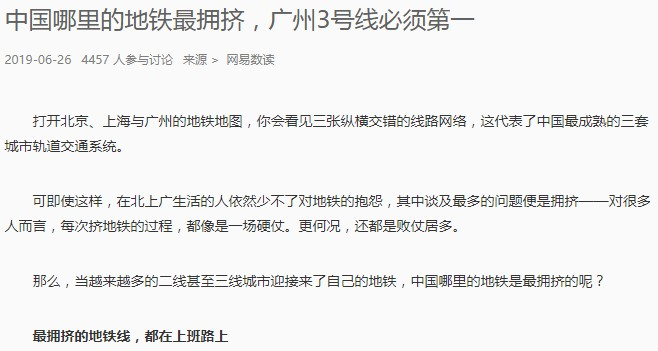 中国哪里的地铁最拥挤，广州3号线必须第一
2019-06-26 4457 人参与讨论 来源 > 网易数读
打开北京、上海与广州的地铁地图，你会看见三张纵横交错的线路网络，这代表了中国最成熟的三套
城市轨道交通系统。
可即使这样，在北上广生活的人依然少不了对地铁的抱怨，其中谈及最多的问题便是拥挤——对很多
人而言，每次挤地铁的过程，都像是一场硬仗。更何况，还都是败仗居多。
那么，当越来越多的二线甚至三线城市迎接来了自己的地铁，中国哪里的地铁是最拥挤的呢？
最拥挤的地铁线，都在上班路上